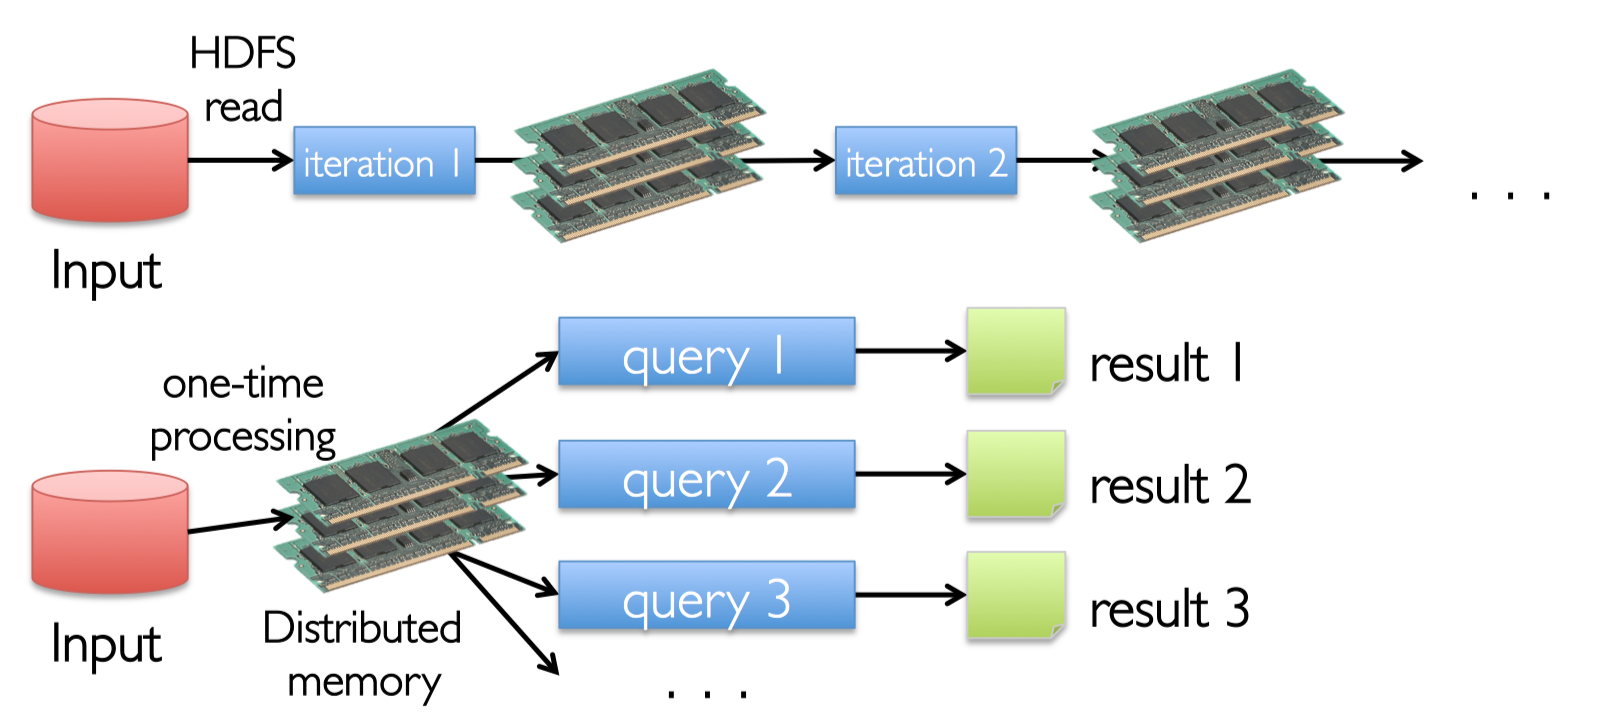 HDFS
read
iteration 1
iteration 2
. . .
Input
one-time
processing
query 1
result 1
query 2
result 2
query 3
result 3
Input
Distributed
memory
. . .